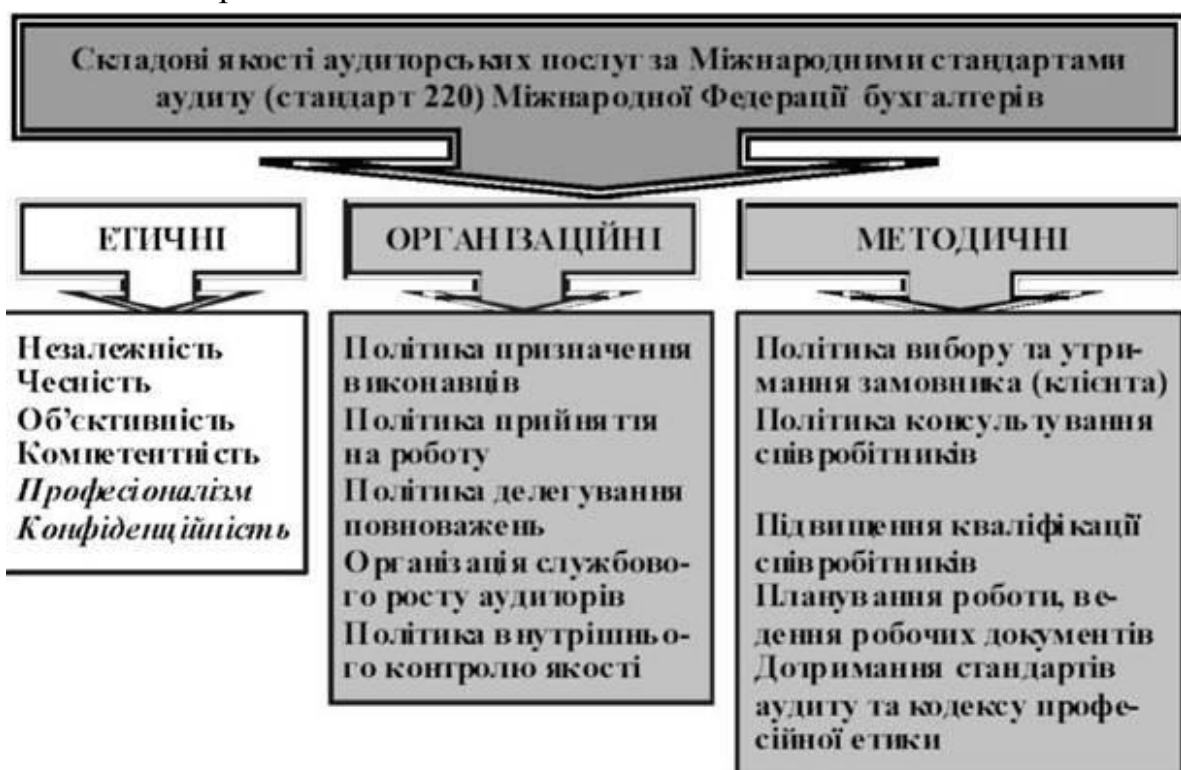 Складові якості аудиторських послуг за Міжнародними стандартами
аудиту (стандарт 220) Міжнародної Федерації бухгалтерів
ЕТИЧНІ
Незалежність
Чесність
Об’єктивність
Компетентність
Професіоналізм
Конфіденційність
ОРГАНІЗАЦІЙНІ
Політика призначення
виконавців
Політика прийняття
на роботу
Політика делегування
повноважень
Організація службово-
го росту аудиторів
Політика внутрішньо-
го контролю якості
МЕТОДИЧНІ
Політика вибору та утри-
мання замовника (клієнта)
Політика консультування
співробітників
Підвищення кваліфікації
співробітників
Планування роботи, ве-
дення робочих документів
Дотримання стандартів
аудиту та кодексу профе-
сійної етики